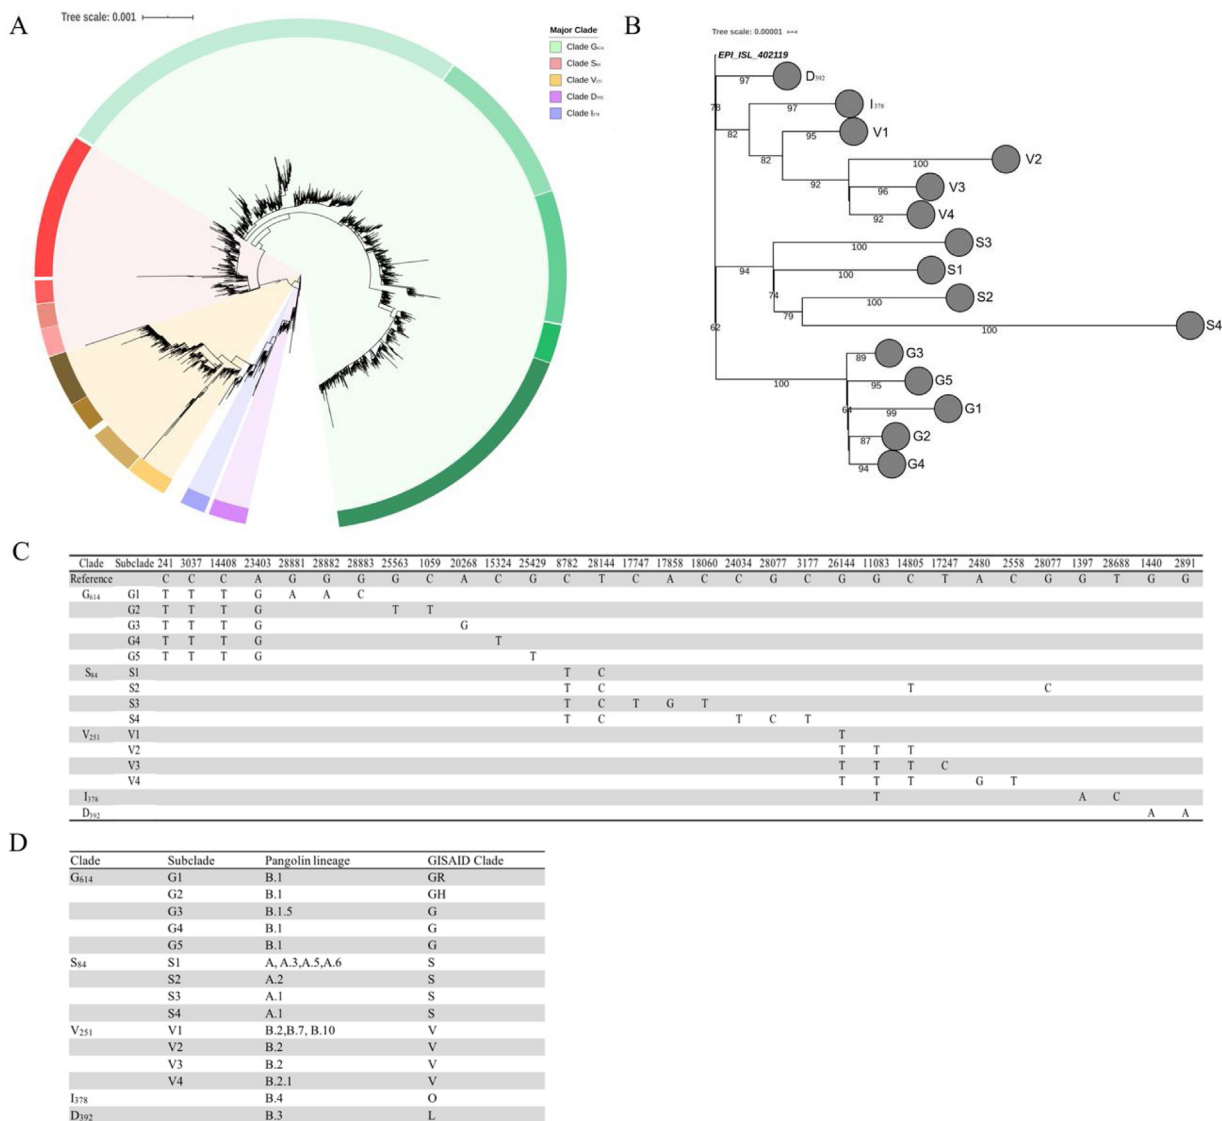 A
Tree scale: 0.001
Major Clade
Clade G614
Clade S84
Clade V251
Clade D392
Clade I378
B
Tree scale: 0.00001
EPI_ISL_402119
97 D392
78
97 I378
82
95 V1
82
100 V2
92
96 V3
92 V4
100 S3
94
100 S1
74
100 S2
79
100 S4
62
89 G3
100
95 G5
64
99 G1
87 G2
94 G4
C
Clade Subclade 241 3037 14408 23403 28881 28882 28883 25563 1059 20268 15324 25429 8782 28144 17747 17858 18060 24034 28077 3177 26144 11083 14805 17247 2480 2558 28077 1397 28688 1440 2891
Reference C C C A G G G G C A C G C T C A C C G C G G C T A C G G T G G
G614 G1 T T T G A A C
G2 T T T G T T
G3 T T T G G
G4 T T T G T
G5 T T T G T
S84 S1 T C
S2 T C T C
S3 T C T G T
S4 T C T C T
V251 V1 T
V2 T T T
V3 T T T C
V4 T T T G T
I378 T A C
D392 A A
D
Clade Subclade Pangolin lineage GISAID Clade
G614 G1 B.1 GR
G2 B.1 GH
G3 B.1.5 G
G4 B.1 G
G5 B.1 G
S84 S1 A, A.3,A.5,A.6 S
S2 A.2 S
S3 A.1 S
S4 A.1 S
V251 V1 B.2,B.7, B.10 V
V2 B.2 V
V3 B.2 V
V4 B.2.1 V
I378 B.4 O
D392 B.3 L